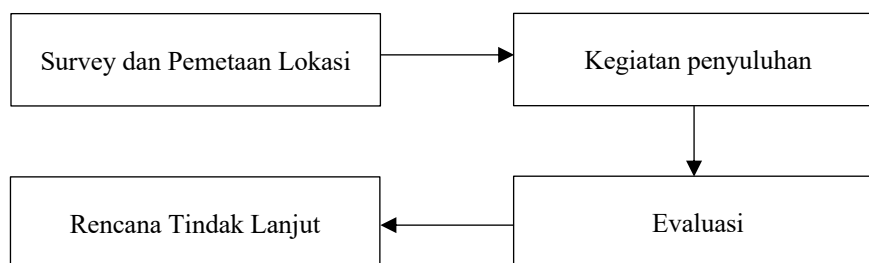 Survey dan Pemetaan Lokasi
Kegiatan penyuluhan
Evaluasi
Rencana Tindak Lanjut